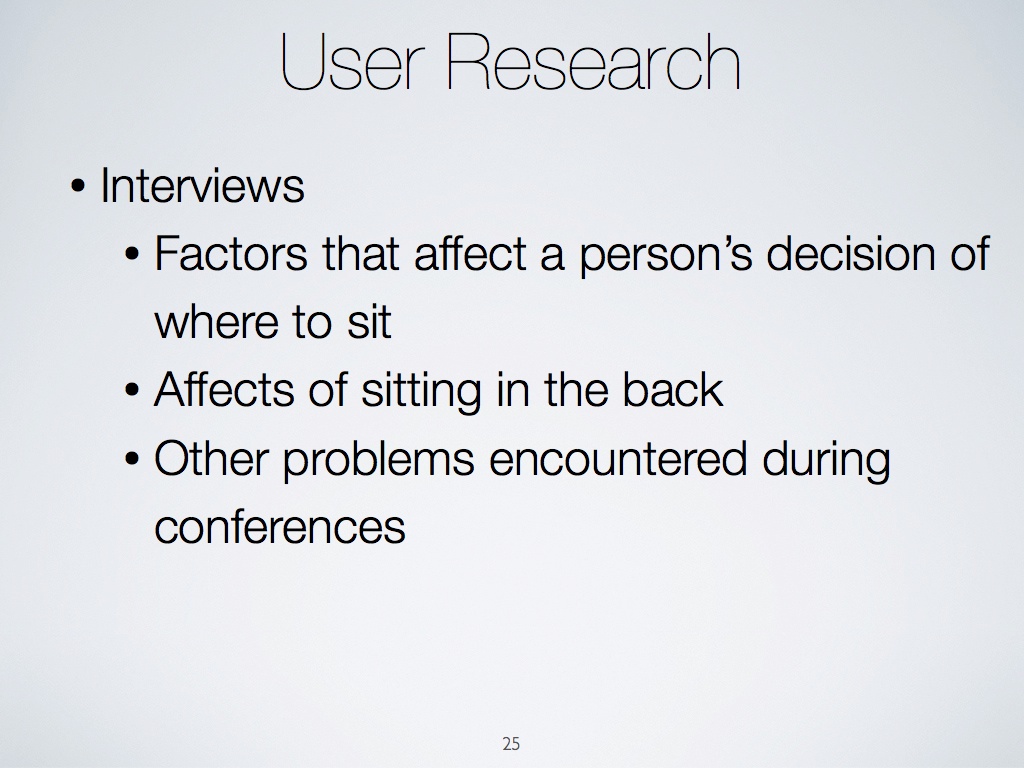 User Research
• Interviews
• Factors that affect a person’s decision of
where to sit
• Affects of sitting in the back
• Other problems encountered during
conferences
25